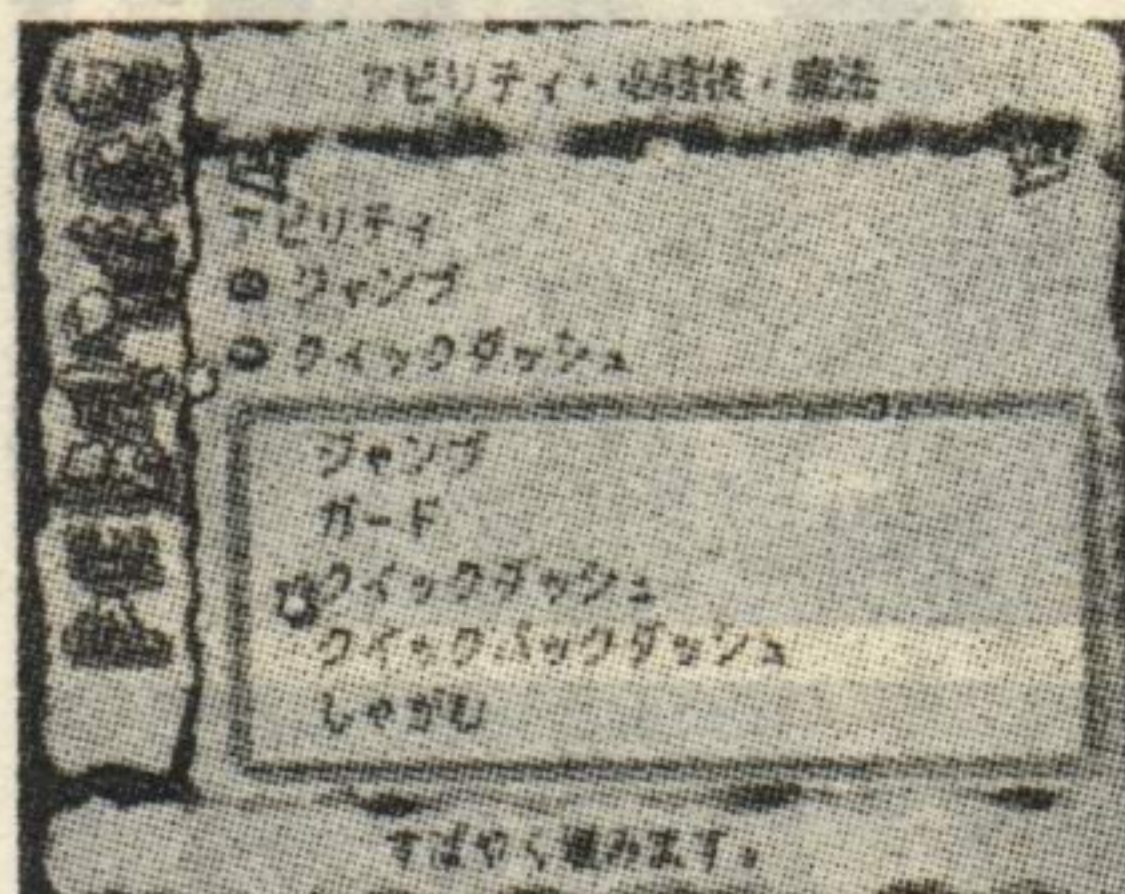 アビリティ・必殺技・魔法
アビリティ
ジャンプ
クイックダッシュ
ジャンプ
ガード
クイックダッシュ
クイックバックダッシュ
しゃがむ
すばやく進みます。